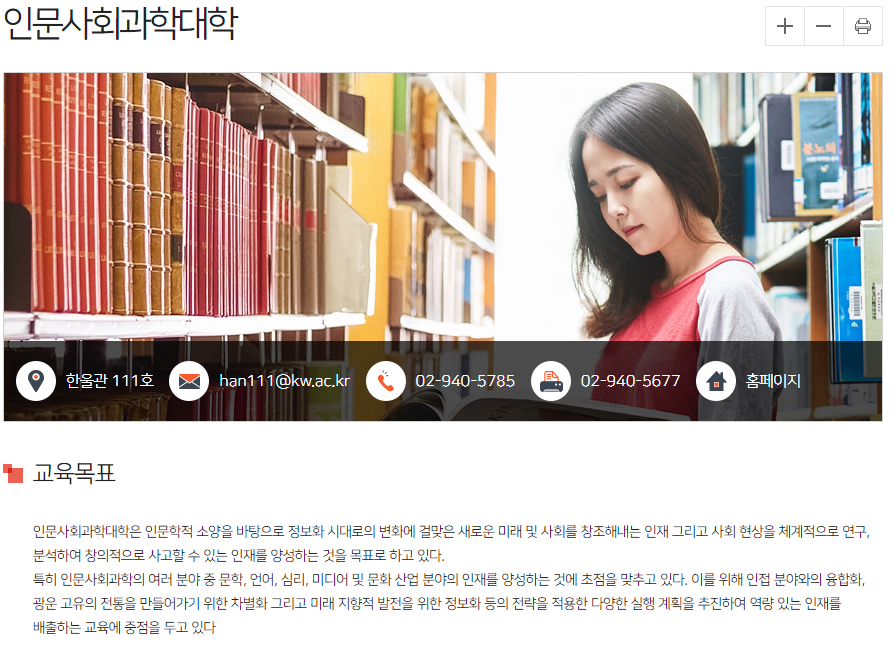 인문사회과학대학
분노의
한울관 111호
han111@kw.ac.kr
02-940-5785
02-940-5677
홈페이지
교육목표
인문사회과학대학은 인문학적 소양을 바탕으로 정보화 시대로의 변화에 걸맞은 새로운 미래 및 사회를 창조해내는 인재 그리고 사회 현상을 체계적으로 연구,
분석하여 창의적으로 사고할 수 있는 인재를 양성하는 것을 목표로 하고 있다.
특히 인문사회과학의 여러 분야 중 문학, 언어, 심리, 미디어 및 문화 산업 분야의 인재를 양성하는 것에 초점을 맞추고 있다. 이를 위해 인접 분야와의 융합화,
광운 고유의 전통을 만들어가기 위한 차별화 그리고 미래 지향적 발전을 위한 정보화 등의 전략을 적용한 다양한 실행 계획을 추진하여 역량 있는 인재를
배출하는 교육에 중점을 두고 있다